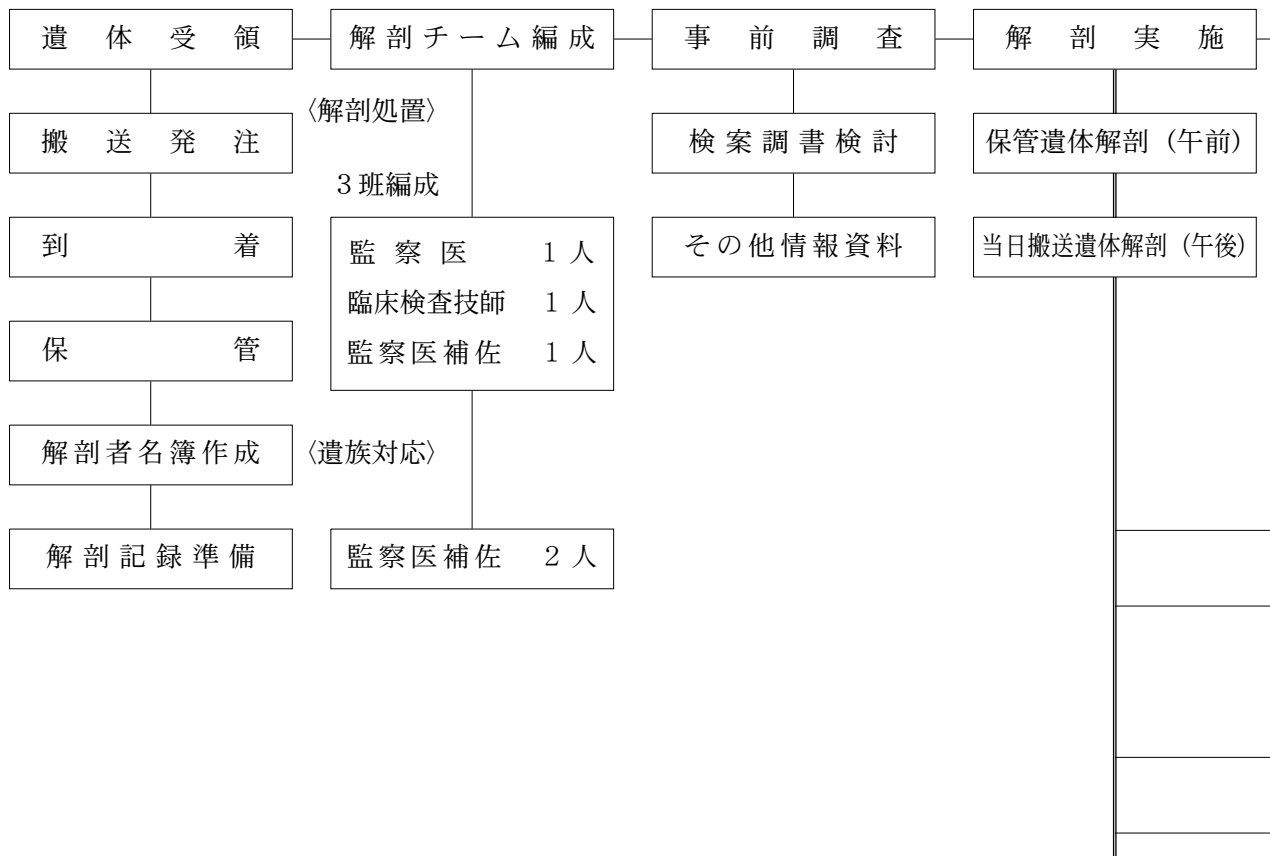 遺体受領
解剖チーム編成
事前調査
解剖実施
搬送発注
〈解剖処置〉
検案調書検討
保管遺体解剖（午前）
3班編成
到着
監察医 1人
臨床検査技師 1人
監察医補佐 1人
その他情報資料
当日搬送遺体解剖（午後）
保管
解剖者名簿作成
〈遺族対応〉
解剖記録準備
監察医補佐 2人